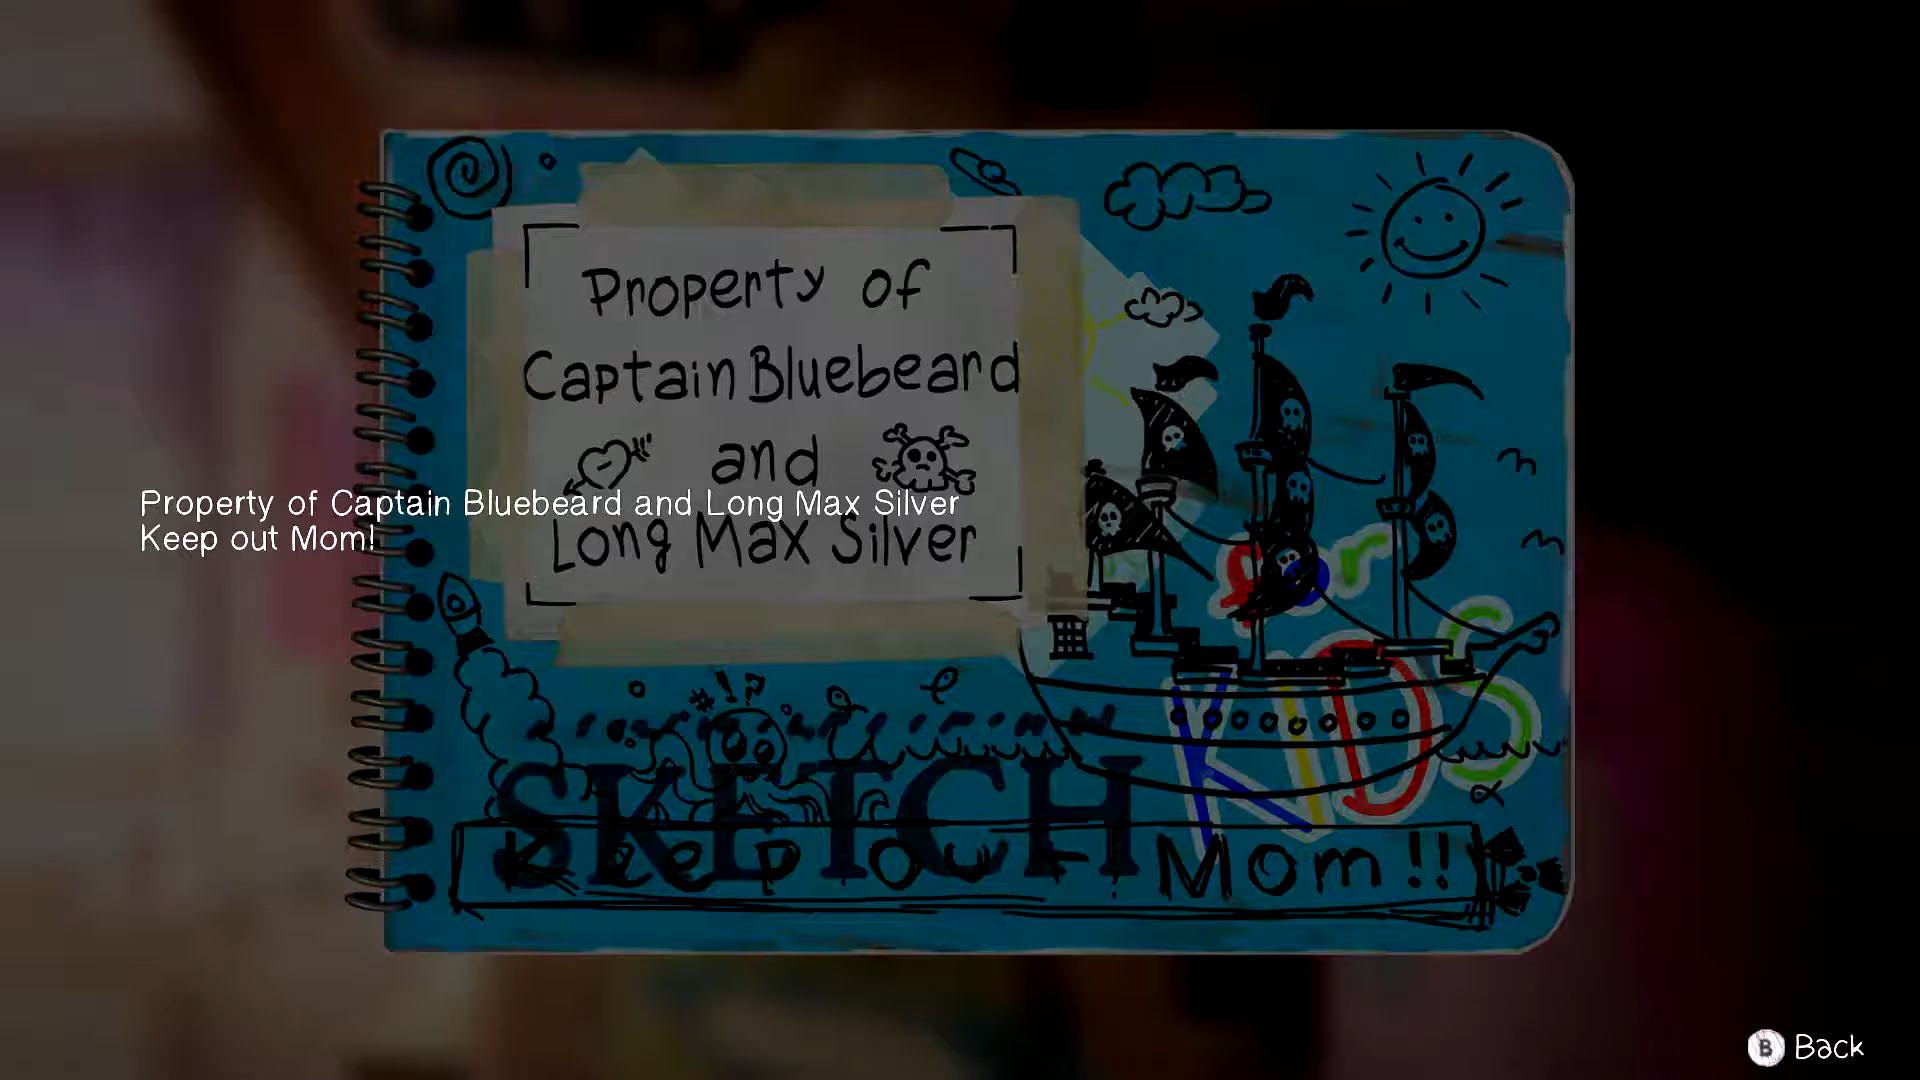 Property of
Captain Bluebeard
and
Long Max Silver
Property of Captain Bluebeard and Long Max Silver
Keep out Mom!
for
KIDS
SKETCH
Keep out Mom!!
B Back